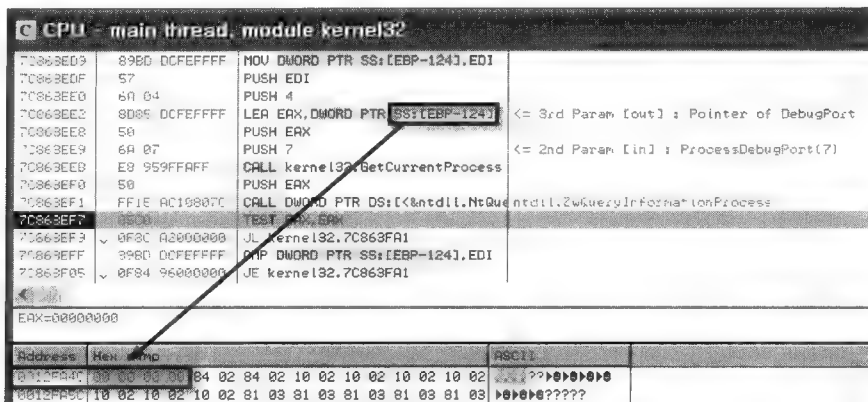 C CPU - main thread, module kernel32
7C863ED9 89BD DCFEFFFF MOV DWORD PTR SS:[EBP-124],EDI
7C863EDF 57 PUSH EDI
7C863EE0 6A 04 PUSH 4
7C863EE2 8D85 DCFEFFFF LEA EAX,DWORD PTR SS:[EBP-124] <= 3rd Param [out] : Pointer of DebugPort
7C863EE8 50 PUSH EAX
7C863EE9 6A 07 PUSH 7 <= 2nd Param [in] : ProcessDebugPort(7)
7C863EEB E8 959FFAFF CALL kernel32.GetCurrentProcess
7C863EF0 50 PUSH EAX
7C863EF1 FF15 AC10807C CALL DWORD PTR DS:[<&ntdll.NtQue ntdll.ZwQueryInformationProcess
7C863EF7 85C0 TEST EAX,EAX
7C863EF9 0F8C A2000000 JL kernel32.7C863FA1
7C863EFF 39BD DCFEFFFF CMP DWORD PTR SS:[EBP-124],EDI
7C863F05 0F84 96000000 JE kernel32.7C863FA1
EAX=00000000
Address Hex dump ASCII
0012FA4C 00 00 00 00 84 02 84 02 10 02 10 02 10 02 10 02 ....??
0012FA5C 10 02 10 02 10 02 81 03 81 03 81 03 81 03 81 03 ?????